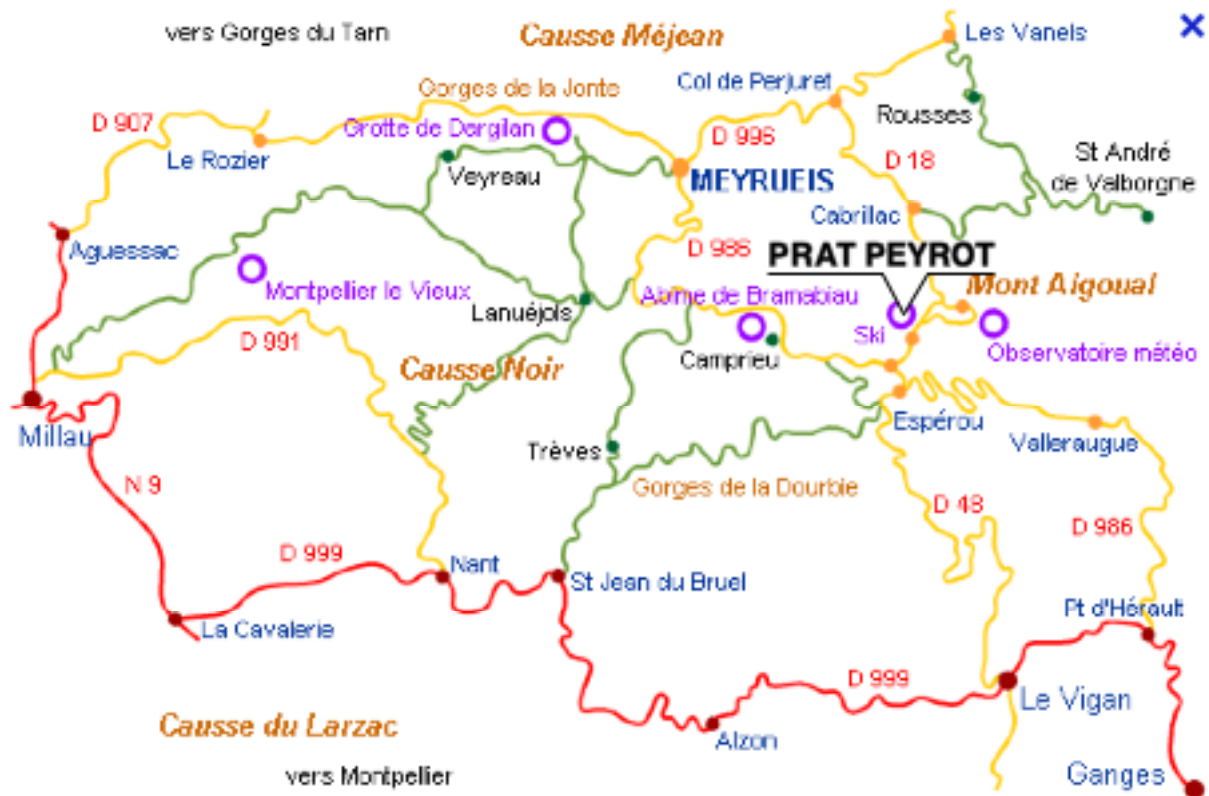 vers Gorges du Tarn
Causse Méjean
Les Vanels
Col de Perjuret
Gorges de la Jonte
Rousses
D 907
Grotte de Dargilan
D 996
Le Rozier
Veyreau
D 18
St André
de Valborgne
MEYRUEIS
Cabrillac
Aguessac
D 986
PRAT PEYROT
Montpellier le Vieux
Mont Aigoual
Lanuéjols
Abîme de Bramabiau
Ski
Observatoire météo
D 991
Causse Noir
Camprieu
Millau
Espérou
Valleraugue
Trèves
N 9
Gorges de la Dourbie
D 48
D 986
D 999
Nant
St Jean du Bruel
La Cavalerie
Pt d'Hérault
D 999
Le Vigan
Causse du Larzac
Alzon
vers Montpellier
Ganges